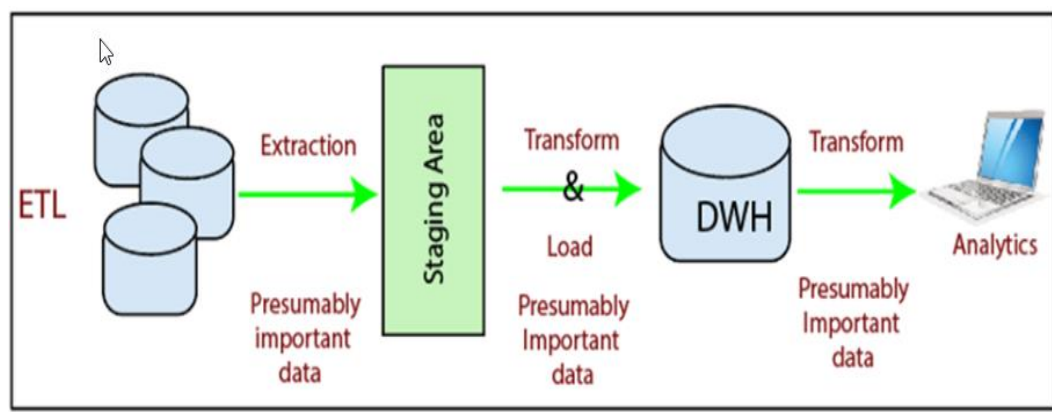 ETL
Extraction
Presumably
important
data
Staging Area
Transform
&
Load
Presumably
Important
data
DWH
Transform
Presumably
Important
data
Analytics